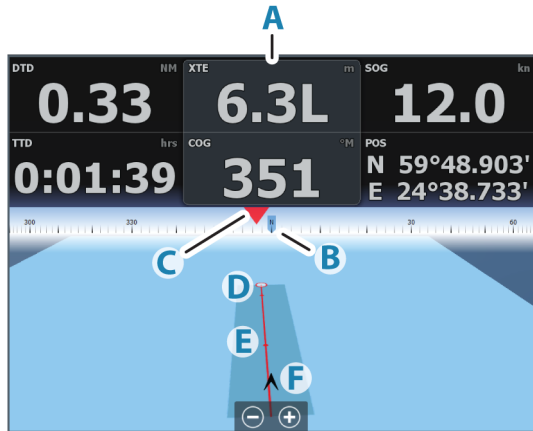 A
DTD NM XTE m SOG kn
0.33 6.3L 12.0
TTD hrs COG °M POS
0:01:39 351 N 59°48.903'
E 24°38.733'
300 330 N 30 60
C B
D
E
F